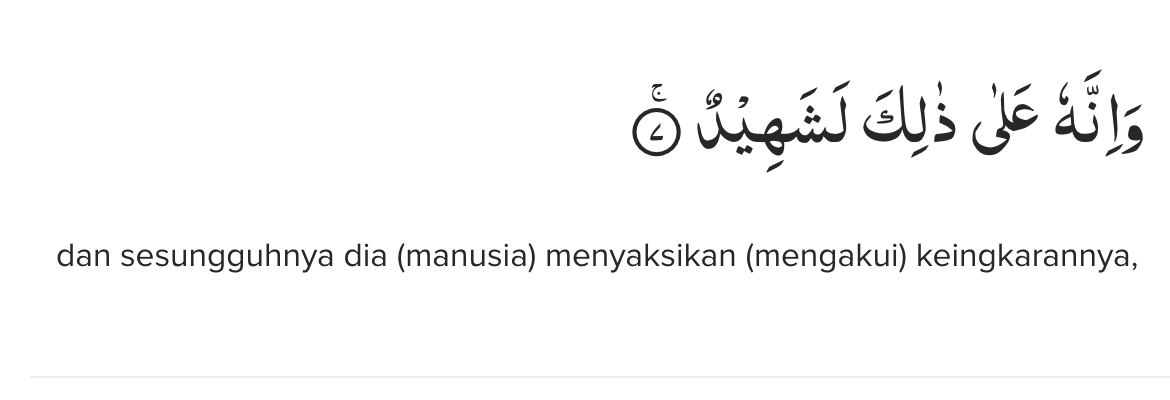 وَاِنَّهٗ عَلٰى ذٰلِكَ لَشَهِيْدٌۚ ۝٧
dan sesungguhnya dia (manusia) menyaksikan (mengakui) keingkarannya,